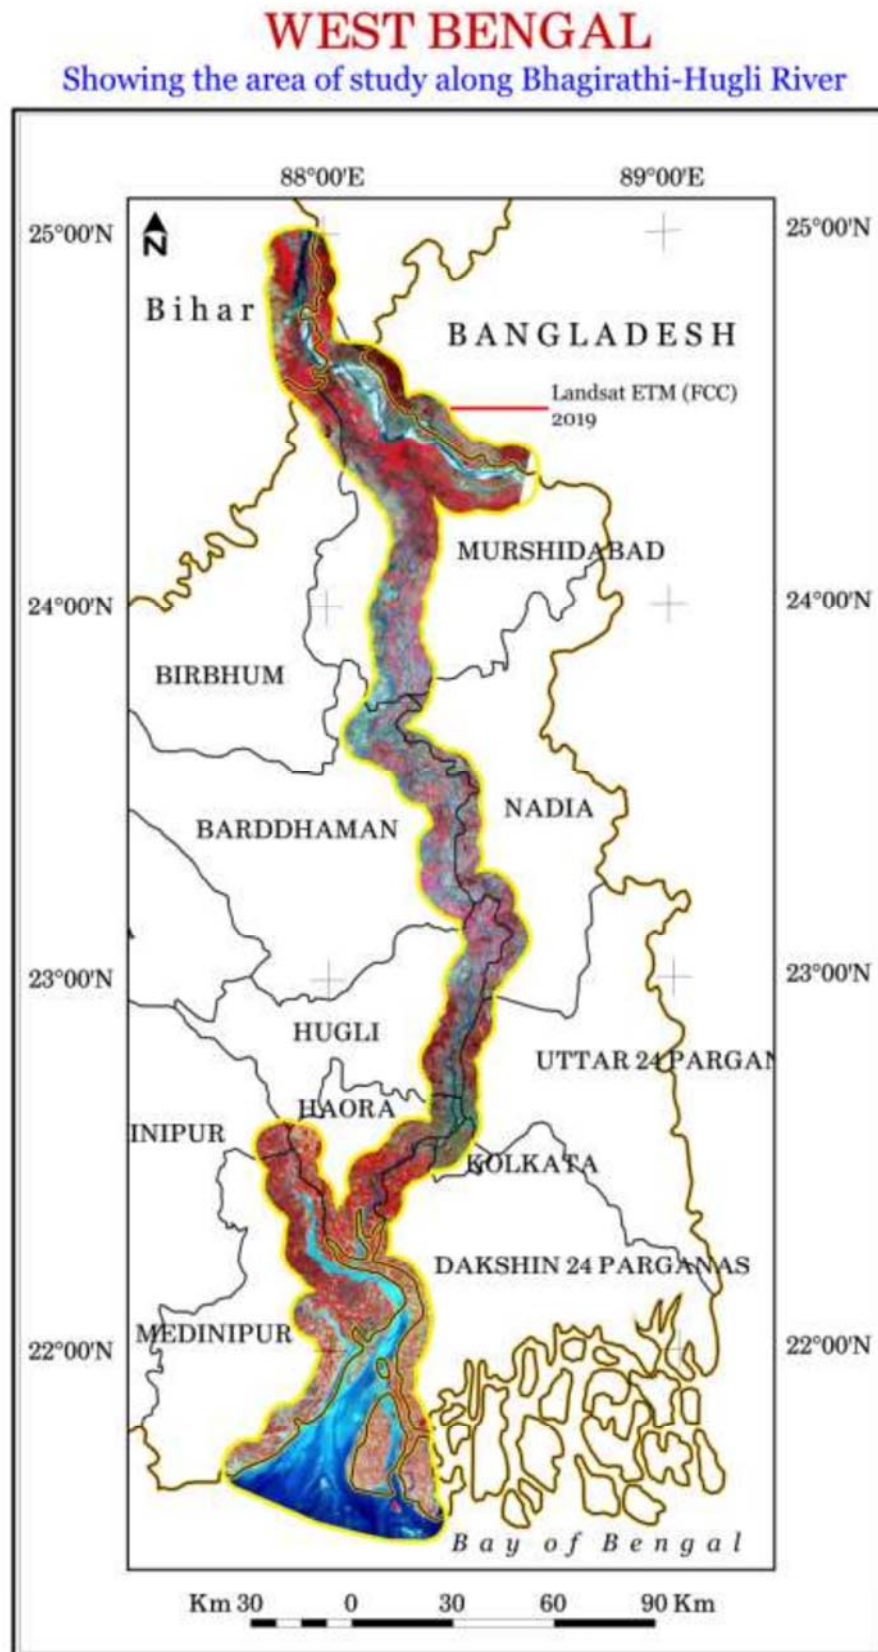 WEST BENGAL
Showing the area of study along Bhagirathi-Hugli River
88°00'E 89°00'E
25°00'N 25°00'N
N
Bihar
BANGLADESH
Landsat ETM (FCC)
2019
MURSHIDABAD
24°00'N 24°00'N
BIRBHUM
NADIA
BARDDHAMAN
23°00'N 23°00'N
HUGLI
UTTAR 24 PARGAN
HAORA
INIPUR
KOLKATA
DAKSHIN 24 PARGANAS
MEDINIPUR
22°00'N 22°00'N
Bay of Bengal
Km 30 0 30 60 90 Km